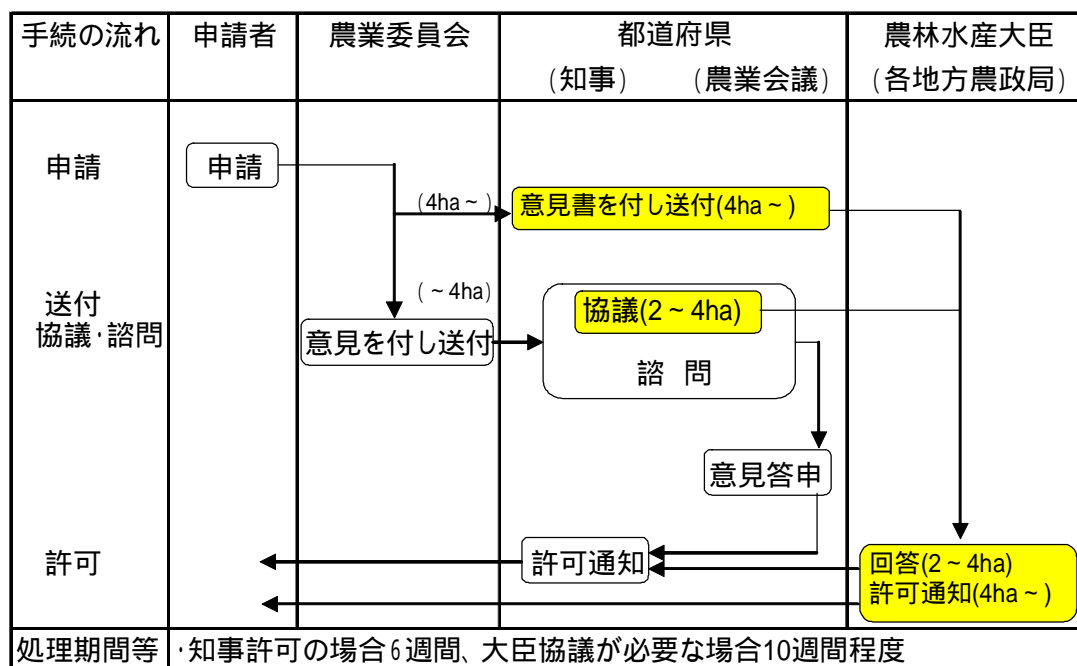 手続の流れ 申請者 農業委員会 都道府県 農林水産大臣
(知事) (農業会議) (各地方農政局)
申請 申請
(4ha~) 意見書を付し送付(4ha~)
(~4ha)
送付
協議・諮問
意見を付し送付
協議(2~4ha)
諮 問
意見答申
許可 許可通知
回答(2~4ha)
許可通知(4ha~)
処理期間等 ・知事許可の場合6週間、大臣協議が必要な場合10週間程度